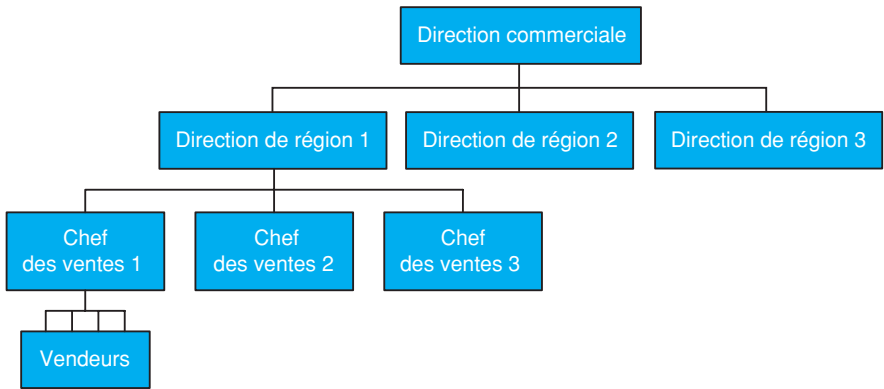 Direction commerciale
Direction de région 1
Direction de région 2
Direction de région 3
Chef
des ventes 1
Chef
des ventes 2
Chef
des ventes 3
Vendeurs